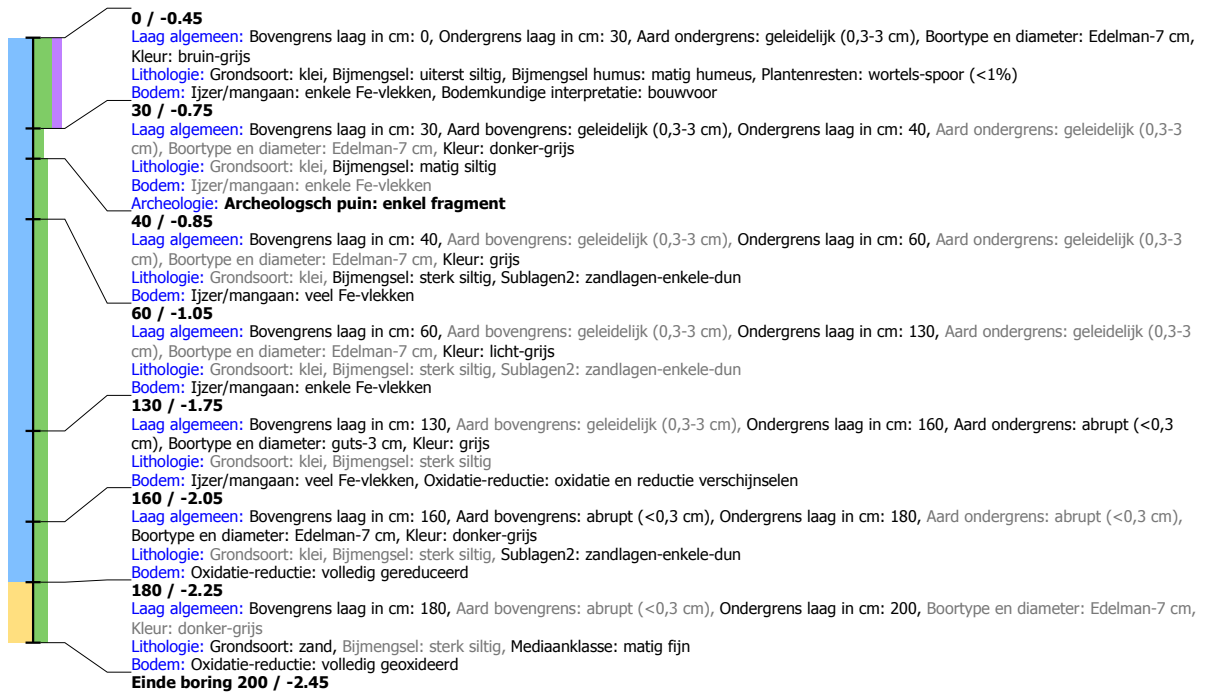 0 / -0.45
Laag algemeen: Bovengrens laag in cm: 0, Ondergrens laag in cm: 30, Aard ondergrens: geleidelijk (0,3-3 cm), Boortype en diameter: Edelman-7 cm,
Kleur: bruin-grijs
Lithologie: Grondsoort: klei, Bijmengsel: uiterst siltig, Bijmengsel humus: matig humeus, Plantenresten: wortels-spoor (<1%)
Bodem: Ijzer/mangaan: enkele Fe-vlekken, Bodemkundige interpretatie: bouwvoor
30 / -0.75
Laag algemeen: Bovengrens laag in cm: 30, Aard bovengrens: geleidelijk (0,3-3 cm), Ondergrens laag in cm: 40, Aard ondergrens: geleidelijk (0,3-3
cm), Boortype en diameter: Edelman-7 cm, Kleur: donker-grijs
Lithologie: Grondsoort: klei, Bijmengsel: matig siltig
Bodem: Ijzer/mangaan: enkele Fe-vlekken
Archeologie: Archeologsch puin: enkel fragment
40 / -0.85
Laag algemeen: Bovengrens laag in cm: 40, Aard bovengrens: geleidelijk (0,3-3 cm), Ondergrens laag in cm: 60, Aard ondergrens: geleidelijk (0,3-3
cm), Boortype en diameter: Edelman-7 cm, Kleur: grijs
Lithologie: Grondsoort: klei, Bijmengsel: sterk siltig, Sublagen2: zandlagen-enkele-dun
Bodem: Ijzer/mangaan: veel Fe-vlekken
60 / -1.05
Laag algemeen: Bovengrens laag in cm: 60, Aard bovengrens: geleidelijk (0,3-3 cm), Ondergrens laag in cm: 130, Aard ondergrens: geleidelijk (0,3-3
cm), Boortype en diameter: Edelman-7 cm, Kleur: licht-grijs
Lithologie: Grondsoort: klei, Bijmengsel: sterk siltig, Sublagen2: zandlagen-enkele-dun
Bodem: Ijzer/mangaan: enkele Fe-vlekken
130 / -1.75
Laag algemeen: Bovengrens laag in cm: 130, Aard bovengrens: geleidelijk (0,3-3 cm), Ondergrens laag in cm: 160, Aard ondergrens: abrupt (<0,3
cm), Boortype en diameter: guts-3 cm, Kleur: grijs
Lithologie: Grondsoort: klei, Bijmengsel: sterk siltig
Bodem: Ijzer/mangaan: veel Fe-vlekken, Oxidatie-reductie: oxidatie en reductie verschijnselen
160 / -2.05
Laag algemeen: Bovengrens laag in cm: 160, Aard bovengrens: abrupt (<0,3 cm), Ondergrens laag in cm: 180, Aard ondergrens: abrupt (<0,3 cm),
Boortype en diameter: Edelman-7 cm, Kleur: donker-grijs
Lithologie: Grondsoort: klei, Bijmengsel: sterk siltig, Sublagen2: zandlagen-enkele-dun
Bodem: Oxidatie-reductie: volledig gereduceerd
180 / -2.25
Laag algemeen: Bovengrens laag in cm: 180, Aard bovengrens: abrupt (<0,3 cm), Ondergrens laag in cm: 200, Boortype en diameter: Edelman-7 cm,
Kleur: donker-grijs
Lithologie: Grondsoort: zand, Bijmengsel: sterk siltig, Mediaanklasse: matig fijn
Bodem: Oxidatie-reductie: volledig geoxideerd
Einde boring 200 / -2.45